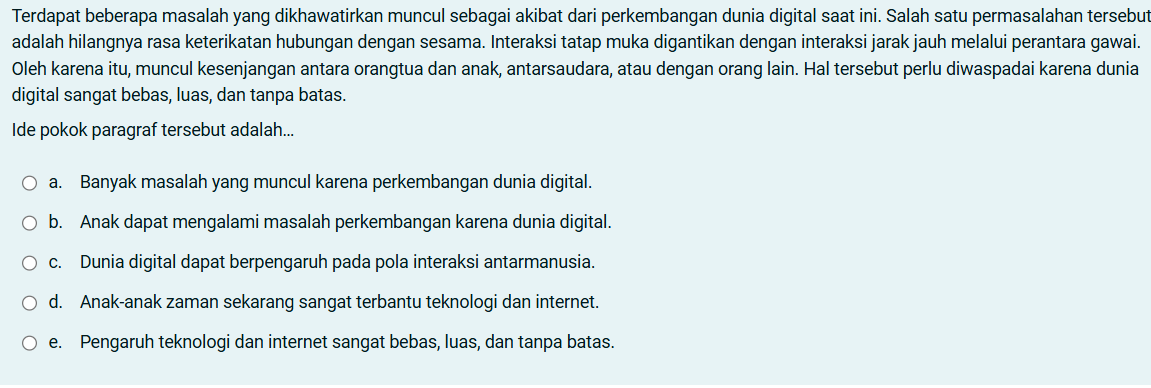 Terdapat beberapa masalah yang dikhawatirkan muncul sebagai akibat dari perkembangan dunia digital saat ini. Salah satu permasalahan tersebut
adalah hilangnya rasa keterikatan hubungan dengan sesama. Interaksi tatap muka digantikan dengan interaksi jarak jauh melalui perantara gawai.
Oleh karena itu, muncul kesenjangan antara orangtua dan anak, antarsaudara, atau dengan orang lain. Hal tersebut perlu diwaspadai karena dunia
digital sangat bebas, luas, dan tanpa batas.
Ide pokok paragraf tersebut adalah...
a. Banyak masalah yang muncul karena perkembangan dunia digital.
b. Anak dapat mengalami masalah perkembangan karena dunia digital.
c. Dunia digital dapat berpengaruh pada pola interaksi antarmanusia.
d. Anak-anak zaman sekarang sangat terbantu teknologi dan internet.
e. Pengaruh teknologi dan internet sangat bebas, luas, dan tanpa batas.